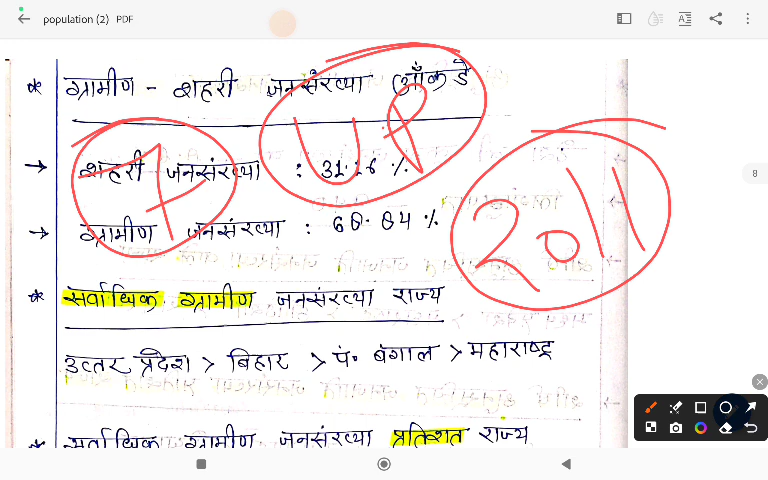 population (2) PDF
* ग्रामीण - शहरी जनसंख्या आँकडे
UP
→ शहरी जनसंख्या : 31.16 %
→ ग्रामीण जनसंख्या : 68.84 %
2011
8
* सर्वाधिक ग्रामीण जनसंख्या राज्य
उत्तर प्रदेश > बिहार > पं. बंगाल > महाराष्ट्र
* सर्वाधिक ग्रामीण जनसंख्या प्रतिशत राज्य